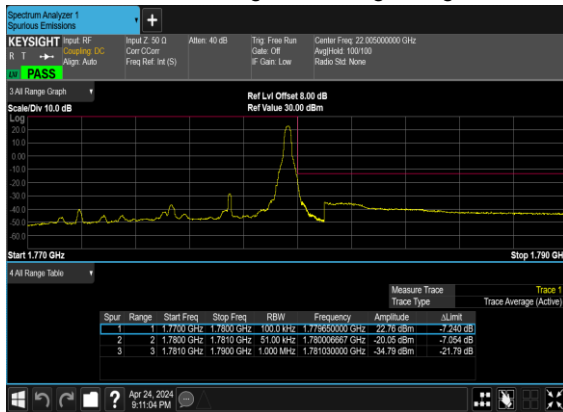 Spectrum Analyzer 1
Spurious Emissions
KEYSIGHT Input: RF Input Z: 50 Ω Atten: 40 dB Trig: Free Run Center Freq: 22.005000000 GHz
R T Coupling: DC Corr CCorr Gate: Off Avg|Hold: 100/100
Align: Auto Freq Ref: Int (S) IF Gain: Low Radio Std: None
PASS
3 All Range Graph
Ref Lvl Offset 8.00 dB
Scale/Div 10.0 dB Ref Value 30.00 dBm
Log
20.0
10.0
0.00
-10.0
-20.0
-30.0
-40.0
-50.0
-60.0
Start 1.770 GHz Stop 1.790 GH
4 All Range Table
Measure Trace Trace 1
Trace Type Trace Average (Active)
Spur Range Start Freq Stop Freq RBW Frequency Amplitude ΔLimit
1 1 1.7700 GHz 1.7800 GHz 100.0 kHz 1.779650000 GHz 22.76 dBm -7.240 dB
2 2 1.7800 GHz 1.7810 GHz 51.00 kHz 1.780006667 GHz -20.05 dBm -7.054 dB
3 3 1.7810 GHz 1.7900 GHz 1.000 MHz 1.781030000 GHz -34.79 dBm -21.79 dB
? Apr 24, 2024
9:11:04 PM